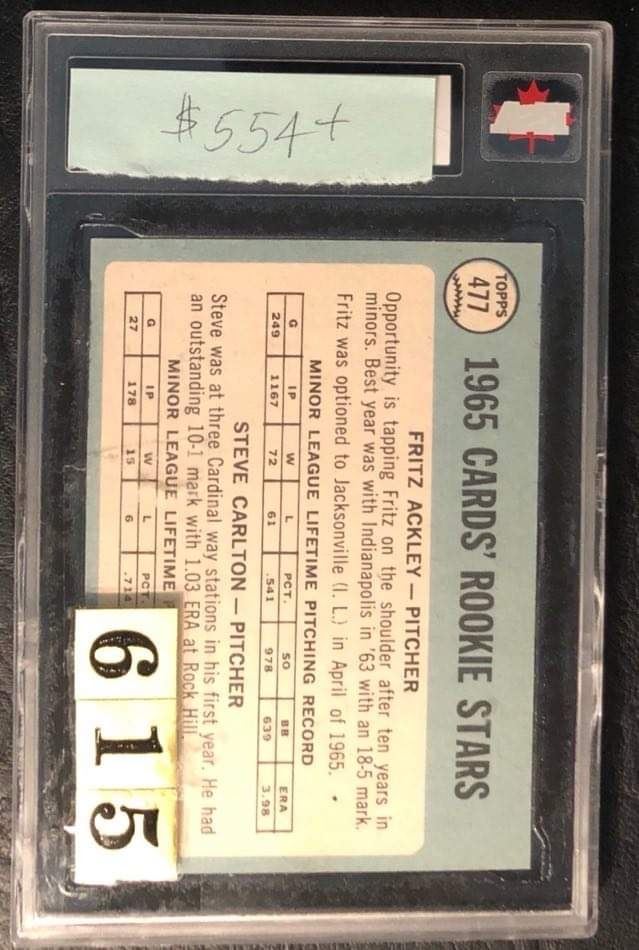 $554+
TOPPS
477
1965 CARDS' ROOKIE STARS
FRITZ ACKLEY — PITCHER
Opportunity is tapping Fritz on the shoulder after ten years in
minors. Best year was with Indianapolis in '63 with an 18-5 mark.
Fritz was optioned to Jacksonville (I. L.) in April of 1965.
MINOR LEAGUE LIFETIME PITCHING RECORD
G IP W L PCT. SO BB ERA
249 1167 72 61 .541 978 639 3.98
STEVE CARLTON — PITCHER
Steve was at three Cardinal way stations in his first year. He had
an outstanding 10-1 mark with 1.03 ERA at Rock Hill.
MINOR LEAGUE LIFETIME
G IP W L PCT.
27 178 15 6 .714
615